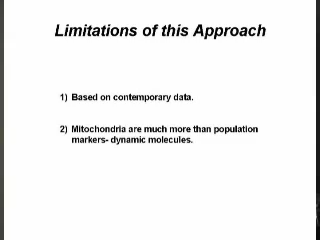 Limitations of this Approach
1) Based on contemporary data.
2) Mitochondria are much more than population
markers- dynamic molecules.